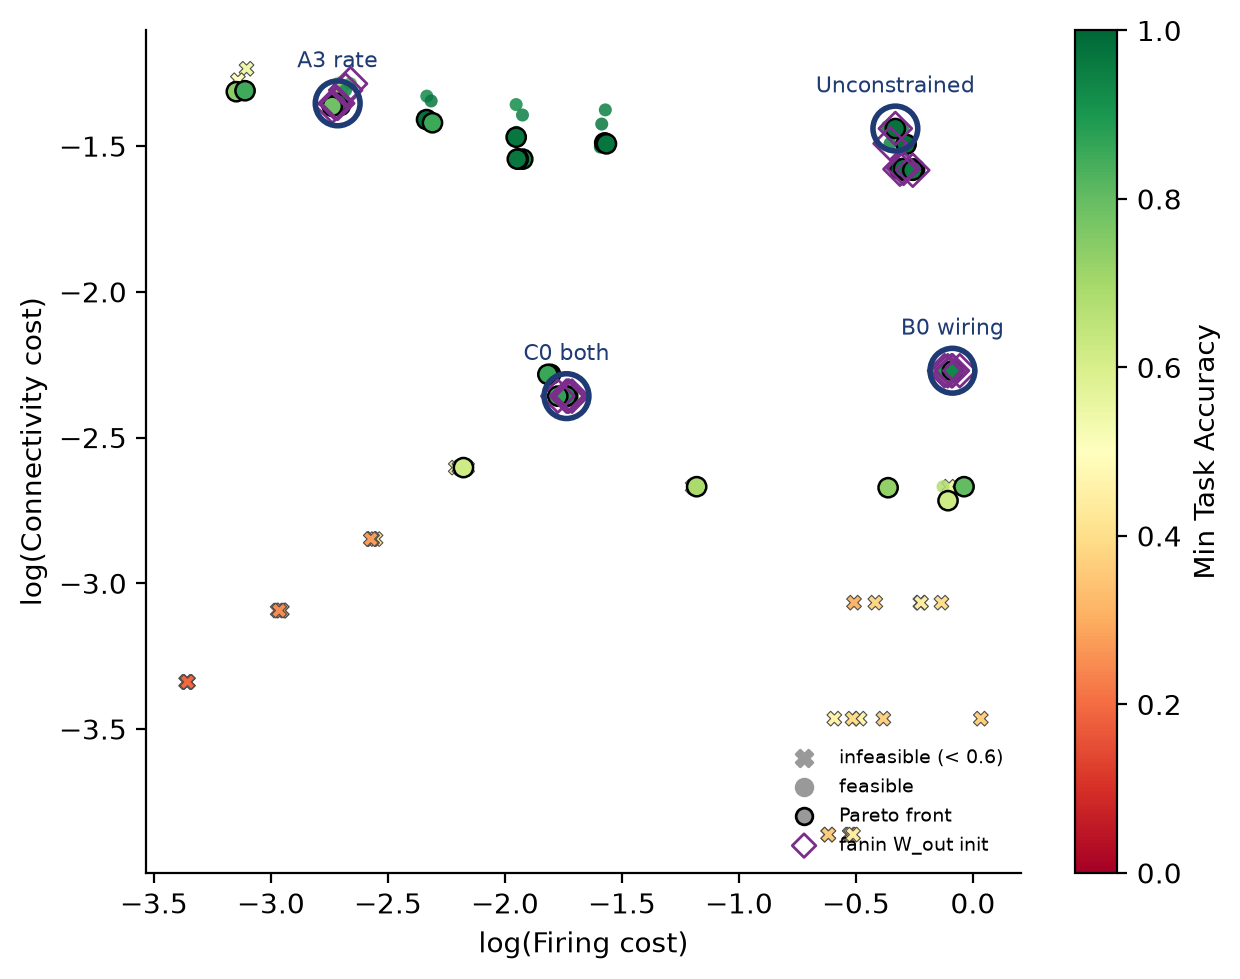 A3 rate
Unconstrained
B0 wiring
C0 both
−1.5
−2.0
−2.5
−3.0
−3.5
log(Connectivity cost)
−3.5
−3.0
−2.5
−2.0
−1.5
−1.0
−0.5
0.0
log(Firing cost)
infeasible (< 0.6)
feasible
Pareto front
fanin W_out init
1.0
0.8
0.6
0.4
0.2
0.0
Min Task Accuracy